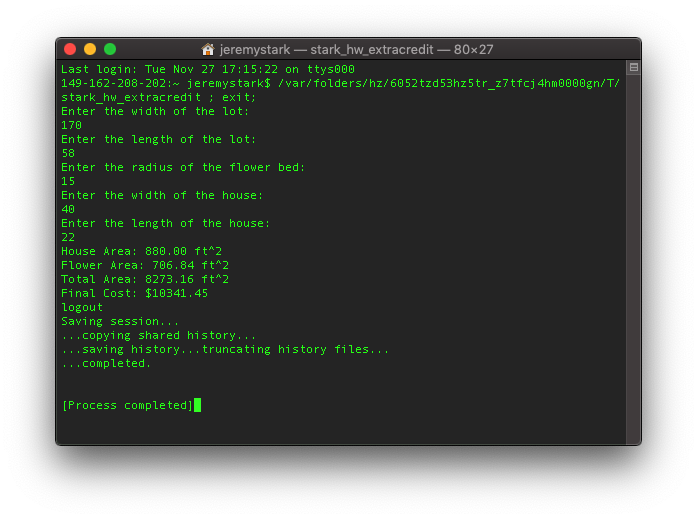 jeremystark — stark_hw_extracredit — 80×27
Last login: Tue Nov 27 17:15:22 on ttys000
149-162-208-202:~ jeremystark$ /var/folders/hz/6052tzd53hz5tr_z7tfcj4hm0000gn/T/
stark_hw_extracredit ; exit;
Enter the width of the lot:
170
Enter the length of the lot:
58
Enter the radius of the flower bed:
15
Enter the width of the house:
40
Enter the length of the house:
22
House Area: 880.00 ft^2
Flower Area: 706.84 ft^2
Total Area: 8273.16 ft^2
Final Cost: $10341.45
logout
Saving session...
...copying shared history...
...saving history...truncating history files...
...completed.
[Process completed]